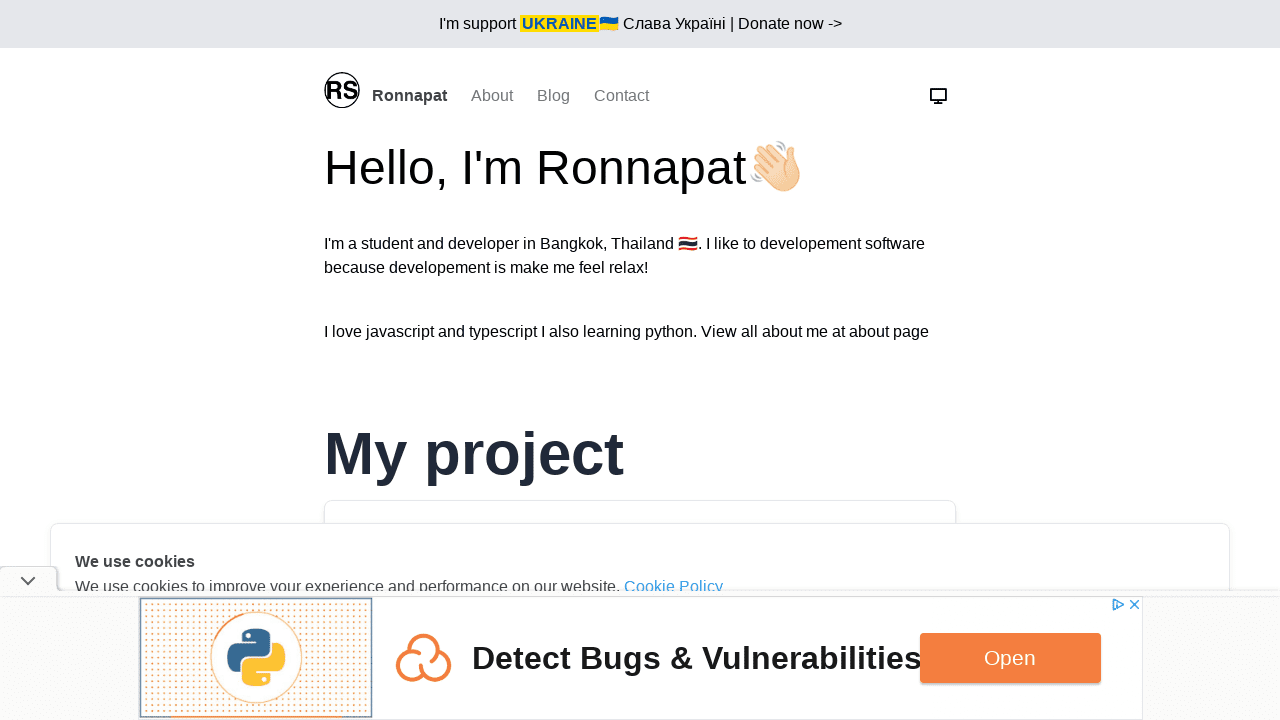 I'm support UKRAINE🇺🇦 Слава Україні | Donate now ->
RS Ronnapat About Blog Contact
Hello, I'm Ronnapat👋🏻
I'm a student and developer in Bangkok, Thailand 🇹🇭. I like to developement software
because developement is make me feel relax!
I love javascript and typescript I also learning python. View all about me at about page
My project
We use cookies
We use cookies to improve your experience and performance on our website. Cookie Policy
Detect Bugs & Vulnerabilities
Open